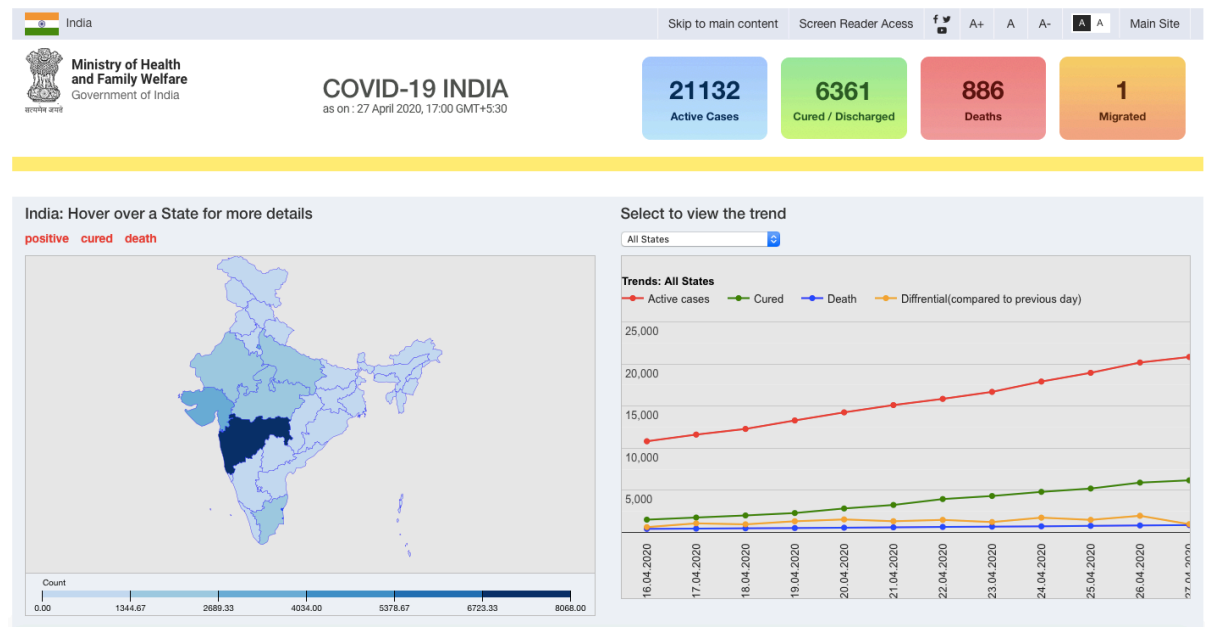 India
Skip to main content
Screen Reader Acess
A+
A
A-
A
A
Main Site
Ministry of Health
and Family Welfare
Government of India
सत्यमेव जयते
COVID-19 INDIA
as on : 27 April 2020, 17:00 GMT+5:30
21132
Active Cases
6361
Cured / Discharged
886
Deaths
1
Migrated
India: Hover over a State for more details
positive cured death
Count
0.00 1344.67 2689.33 4034.00 5378.67 6723.33 8068.00
Select to view the trend
All States
Trends: All States
Active cases Cured Death Diffrential(compared to previous day)
25,000
20,000
15,000
10,000
5,000
16.04.2020
17.04.2020
18.04.2020
19.04.2020
20.04.2020
21.04.2020
22.04.2020
23.04.2020
24.04.2020
25.04.2020
26.04.2020
27.04.2020